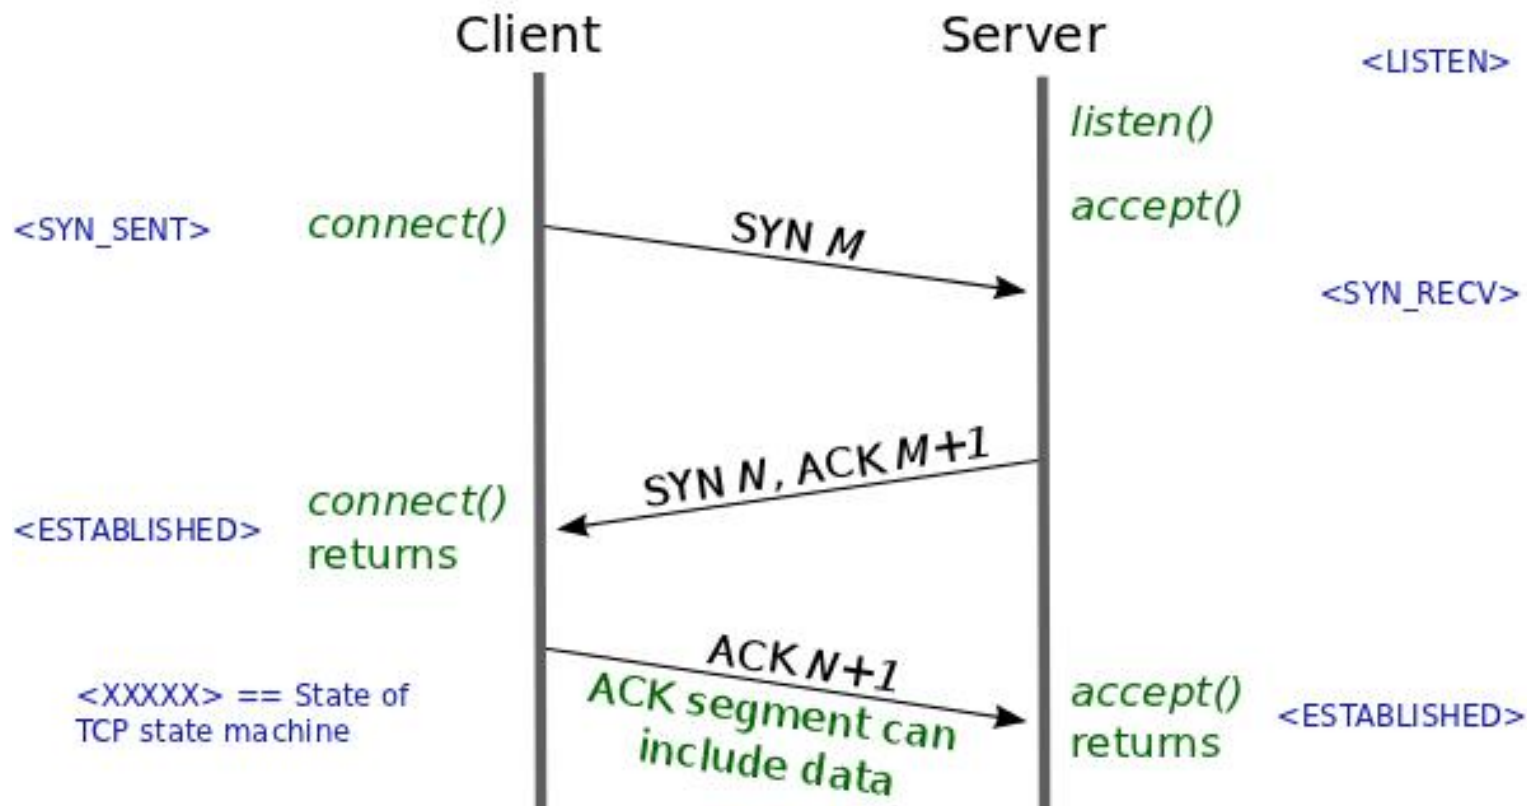 Client
Server
<LISTEN>
listen()
accept()
<SYN_SENT>
connect()
SYN M
<SYN_RECV>
SYN N, ACK M+1
connect()
returns
<ESTABLISHED>
ACK N+1
ACK segment can
include data
<XXXXX> == State of
TCP state machine
accept()
returns
<ESTABLISHED>